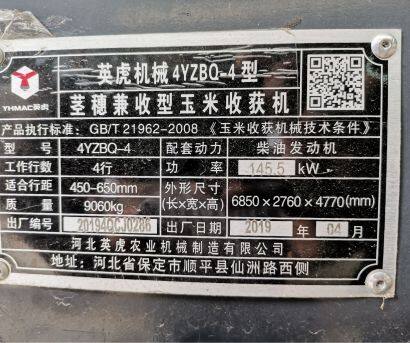 YHMAC英虎
英虎机械 4YZBQ-4 型
茎穗兼收型玉米收获机
产品执行标准: GB/T 21962-2008 《玉米收获机械技术条件》
型号 4YZBQ-4 配套动力 柴油发动机
工作行数 4行 功率 145.5 kW
适合行距 450-650mm 外形尺寸
质量 9060kg (长×宽×高) 6850×2760×4770(mm)
出厂编号 20194QCJ0286 出厂日期 2019 年 04 月
河北英虎农业机械制造有限公司
地址:河北省保定市顺平县仙洲路西侧